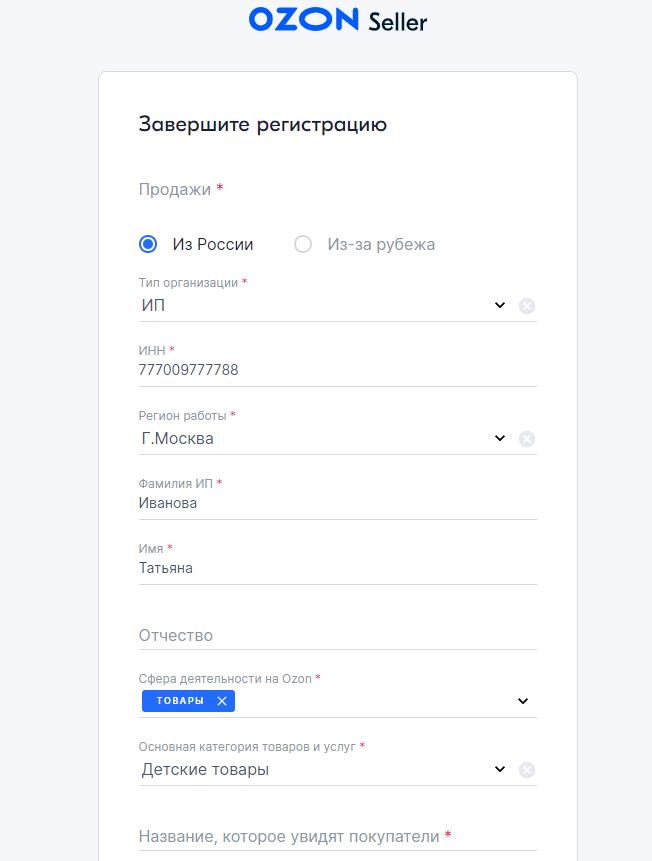 OZON Seller
Завершите регистрацию
Продажи *
Из России Из-за рубежа
Тип организации *
ИП
ИНН *
777009777788
Регион работы *
Г.Москва
Фамилия ИП *
Иванова
Имя *
Татьяна
Отчество
Сфера деятельности на Ozon *
ТОВАРЫ
Основная категория товаров и услуг *
Детские товары
Название, которое увидят покупатели *